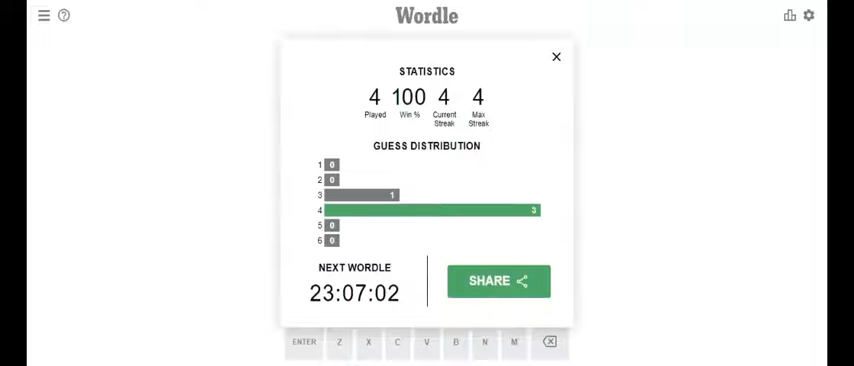 Wordle
STATISTICS
4 100 4 4
Played Win % Current Streak Max Streak
GUESS DISTRIBUTION
1 0
2 0
3 1
4 3
5 0
6 0
NEXT WORDLE
23:07:02
SHARE
ENTER Z X C V B N M